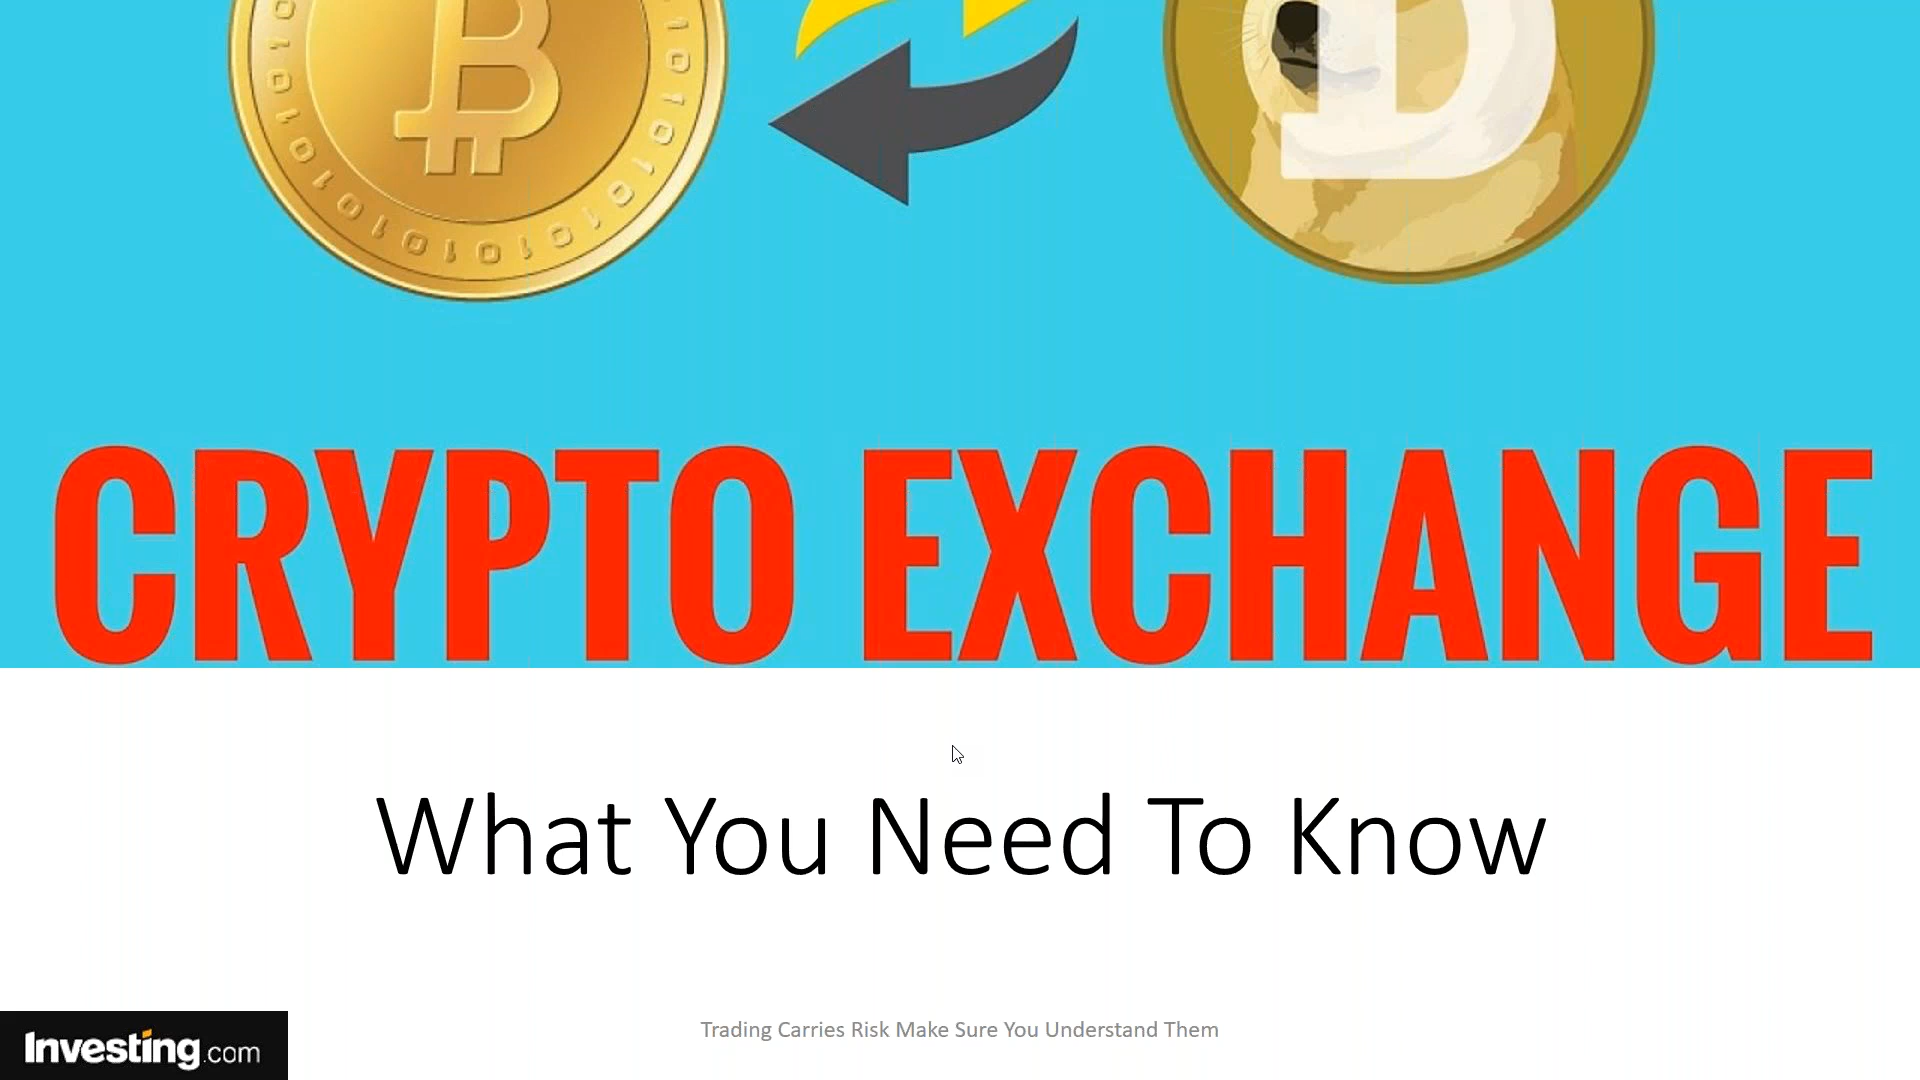 CRYPTO EXCHANGE
What You Need To Know
Trading Carries Risk Make Sure You Understand Them
Investing.com